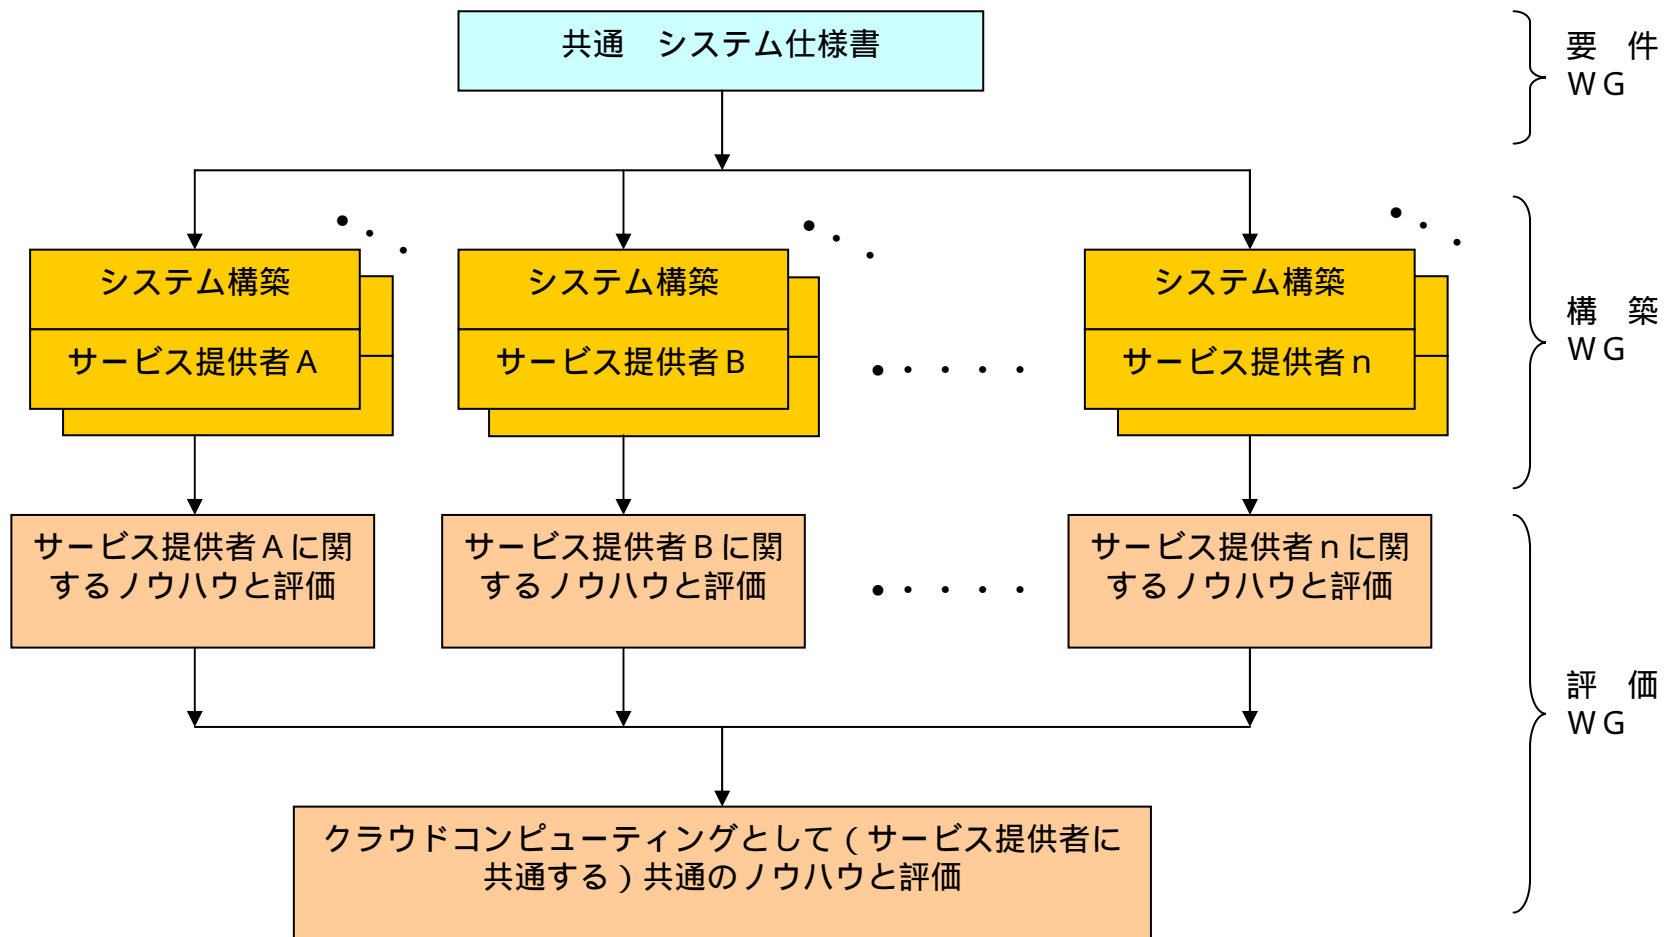 共通　システム仕様書
要　件
ＷＧ
システム構築
サービス提供者Ａ
システム構築
サービス提供者Ｂ
・・・・・
システム構築
サービス提供者ｎ
構　築
ＷＧ
サービス提供者Ａに関
するノウハウと評価
サービス提供者Ｂに関
するノウハウと評価
・・・・・
サービス提供者ｎに関
するノウハウと評価
評　価
ＷＧ
クラウドコンピューティングとして（サービス提供者に
共通する）共通のノウハウと評価